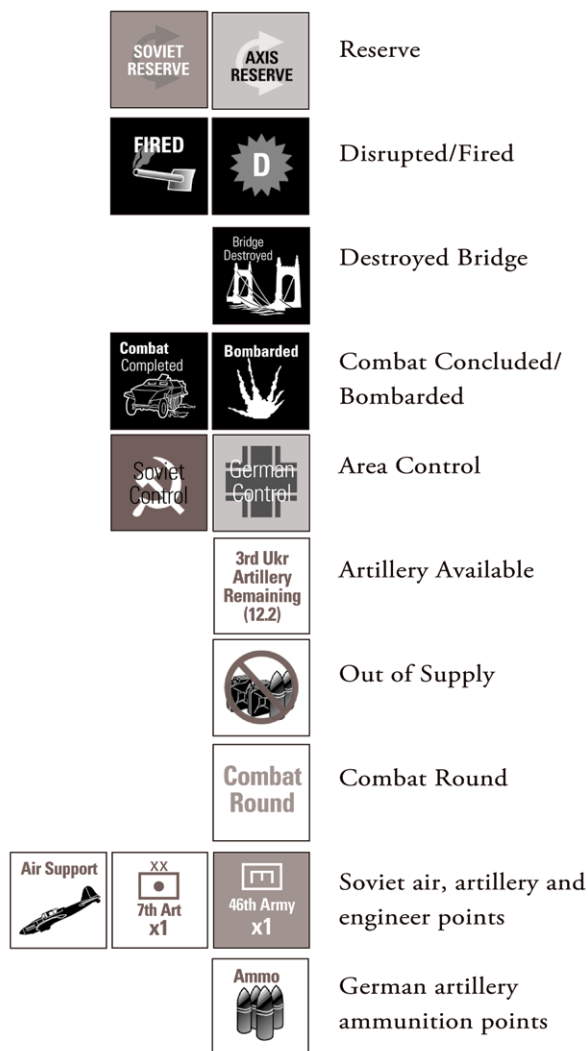 SOVIET
RESERVE
AXIS
RESERVE
Reserve
FIRED
D
Disrupted/Fired
Bridge
Destroyed
Destroyed Bridge
Combat
Completed
Bombarded
Combat Concluded/
Bombarded
Soviet
Control
German
Control
Area Control
3rd Ukr
Artillery
Remaining
(12.2)
Artillery Available
Out of Supply
Combat
Round
Combat Round
Air Support
XX
7th Art
x1
46th Army
x1
Soviet air, artillery and
engineer points
Ammo
German artillery
ammunition points